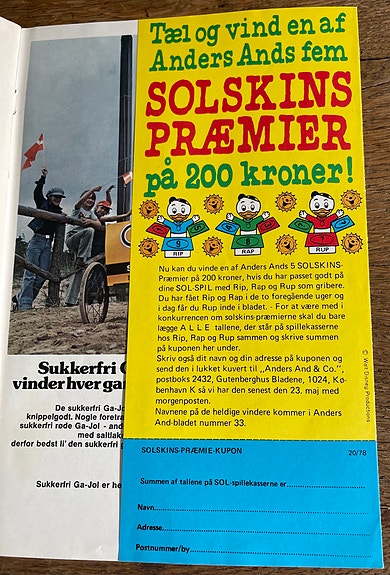 Tæl og vind en af
Anders Ands fem
SOLSKINS
PRÆMIER
på 200 kroner!
RIP
RAP
RUP
Nu kan du vinde en af Anders Ands 5 SOLSKINS-
Præmier på 200 kroner, hvis du har passet godt på
dine SOL-SPIL med Rip, Rap og Rup som gribere.
Du har fået Rip og Rap i de to foregående uger og
i dag får du Rup inde i bladet. - For at være med i
konkurrencen om solskins-præmierne skal du bare
lægge A L L E tallene, der står på spillekasserne
hos Rip, Rap og Rup sammen og skrive summen
på kuponen her under.
Skriv også dit navn og din adresse på kuponen og
send den i lukket kuvert til „Anders And & Co.”,
postboks 2432, Gutenberghus Bladene, 1024, Kø-
benhavn K så vi har den senest den 23. maj med
morgenposten.
Navnene på de heldige vindere kommer i Anders
And-bladet nummer 33.
© Walt Disney Productions
SOLSKINS-PRÆMIE-KUPON 20/78
Summen af tallene på SOL-spillekasserne er
Navn
Adresse
Postnummer/by
Sukkerfri G
vinder hver gan
De sukkerfri Ga-Jo
knippelgodt. Nogle foretræ
sukkerfri røde Ga-Jol - and
med saltlak
derfor bedst li' den sukkerfri
Sukkerfri Ga-Jol er he